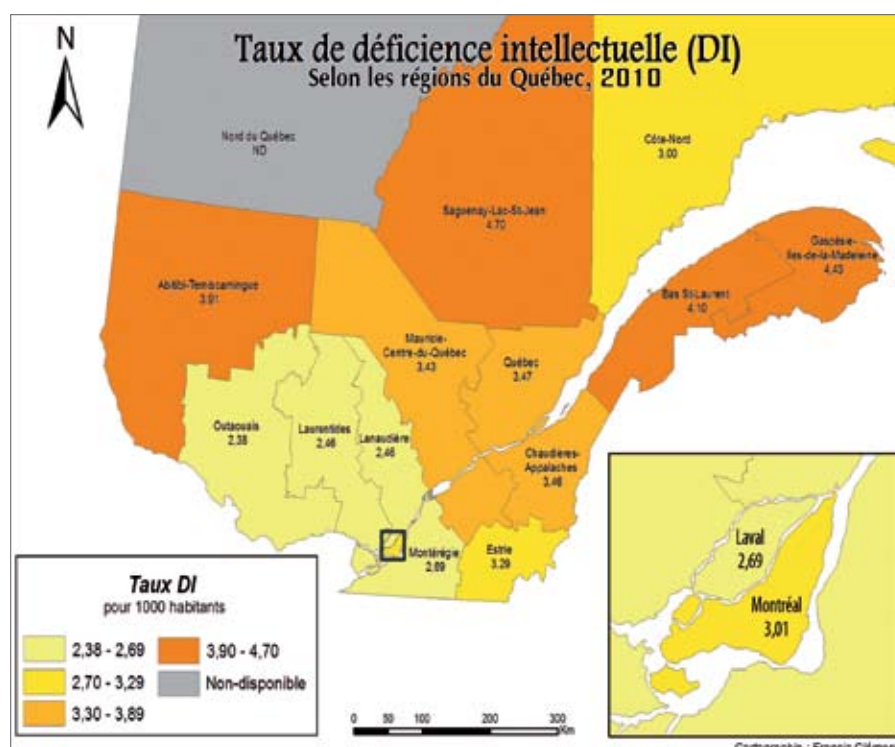 Taux de déficience intellectuelle (DI)
Selon les régions du Québec, 2010
N
Nord du Québec
ND
Côte-Nord
3,00
Saguenay-Lac-St-Jean
4,70
Gaspésie-
Iles-de-la-Madeleine
4,43
Abitibi-Temiscamingue
3,91
Bas St-Laurent
4,10
Mauricie-
Centre-du-Québec
3,43
Québec
3,47
Outaouais
2,38
Laurentides
2,46
Lanaudière
2,46
Chaudières-
Appalaches
3,46
Montérégie
2,69
Estrie
3,29
Laval
2,69
Montréal
3,01
Taux DI
pour 1000 habitants
2,38 - 2,69
2,70 - 3,29
3,30 - 3,89
3,90 - 4,70
Non-disponible
0 50 100 200 300
Km
Cartographie : François